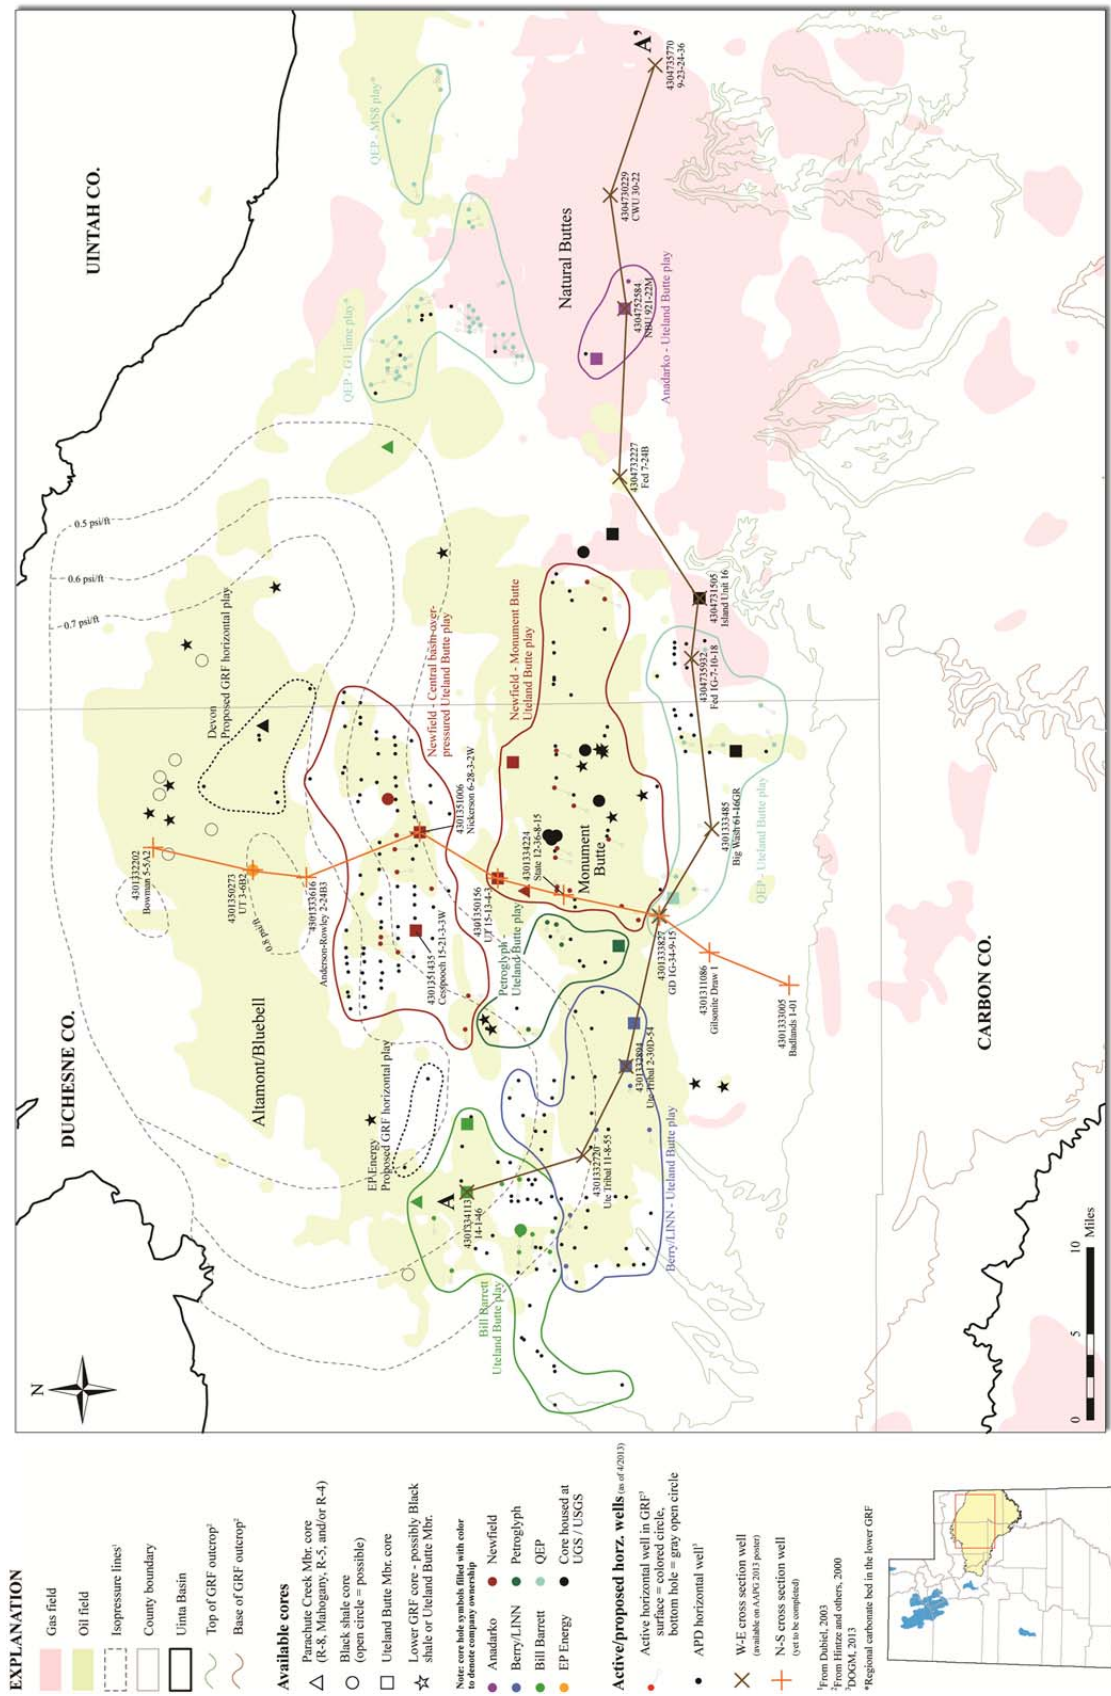 EXPLANATION
Gas field
Oil field
Isopressure lines¹
County boundary
Uinta Basin
Top of GRF outcrop²
Base of GRF outcrop²
Available cores
Parachute Creek Mbr. core
(R-8, Mahogany, R-5, and/or R-4)
Black shale core
(open circle = possible)
Uteland Butte Mbr. core
Lower GRF core - possibly Black
shale or Uteland Butte Mbr.
Note: core hole symbols filled with color
to denote company ownership
Anadarko
Newfield
Berry/LINN
Petroglyph
Bill Barrett
QEP
EP Energy
Core housed at
UGS / USGS
Active/proposed horz. wells (as of 4/2013)
Active horizontal well in GRF³
surface = colored circle,
bottom hole = gray open circle
APD horizontal well³
W-E cross section well
(available on AAPG 2013 poster)
N-S cross section well
(yet to be completed)
¹From Dubiel, 2003
²From Hintze and others, 2000
³DOGM, 2013
*Regional carbonate bed in the lower GRF
N
DUCHESNE CO.
UINTAH CO.
CARBON CO.
Altamont/Bluebell
Monument
Butte
Natural Buttes
0.5 psi/ft
0.6 psi/ft
0.7 psi/ft
0.8 psi/ft
4301332202
Bowman 5-5A2
4301350273
UT 3-6B2
4301333616
Anderson-Rowley 2-24B3
Devon
Proposed GRF horizontal play
EP Energy
Proposed GRF horizontal play
Newfield - Central basin over-
pressured Uteland Butte play
4301351006
Nickerson 6-28-3-2W
4301351435
Cesspooch 15-21-3-3W
4301350156
UT 15-13-4-3
4301334224
State 12-36-8-15
Newfield - Monument Butte
Uteland Butte play
Petroglyph -
Uteland Butte play
A
4301334113
14-1-46
Bill Barrett
Uteland Butte play
4301332720
Ute Tribal 11-8-55
4301332894
Ute Tribal 2-30D-54
Berry/LINN - Uteland Butte play
4301333827
GD 1G-34-9-15
4301311086
Gilsonite Draw 1
4301333005
Badlands 1-01
4301333485
Big Wash 61-16GR
QEP - Uteland Butte play
4304735932
Fed 1G-7-10-18
4304731505
Island Unit 16
4304732227
Fed 7-24B
4304752584
NBU 921-22M
Anadarko - Uteland Butte play
4304730229
CWU 30-22
4304735770
9-23-24-36
A'
QEP - G1 lime play*
QEP - MS8 play*
0
5
10
Miles